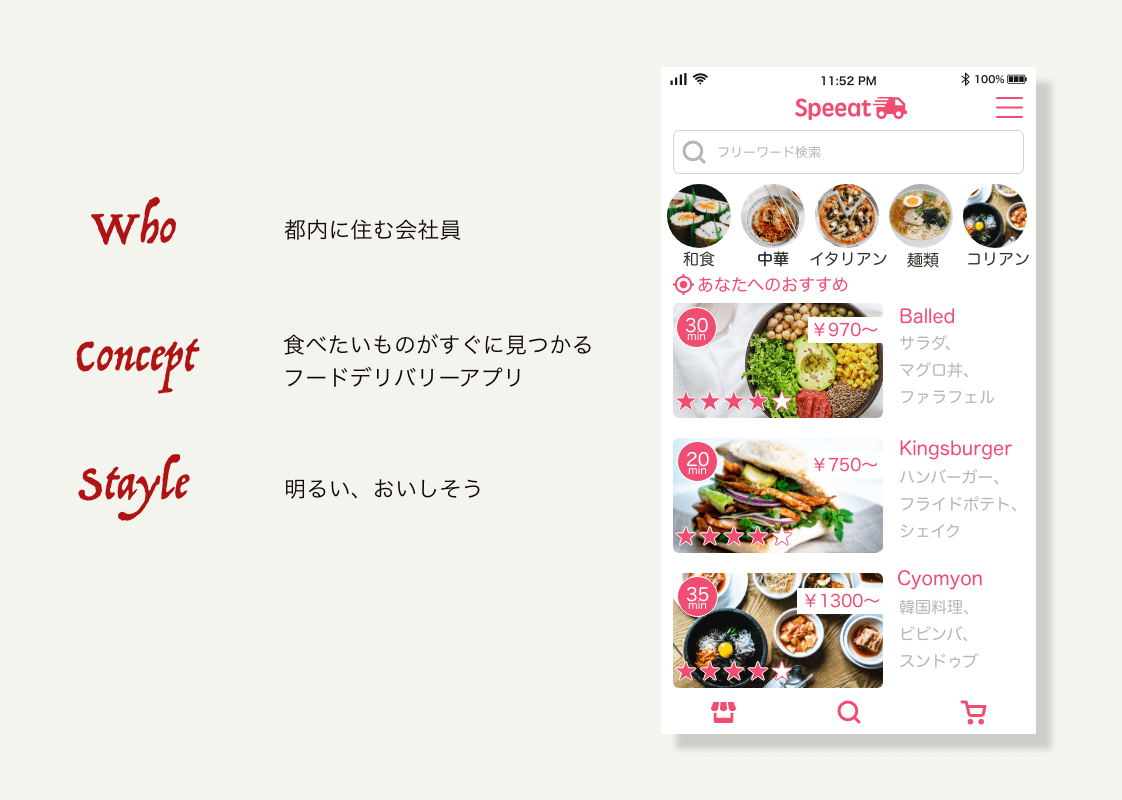 Who
都内に住む会社員
Concept
食べたいものがすぐに見つかる
フードデリバリーアプリ
Stayle
明るい、おいしそう
11:52 PM
100%
Speeat
フリーワード検索
和食
中華
イタリアン
麺類
コリアン
あなたへのおすすめ
30
min
¥970〜
Balled
サラダ、
マグロ丼、
ファラフェル
20
min
¥750〜
Kingsburger
ハンバーガー、
フライドポテト、
シェイク
35
min
¥1300〜
Cyomyon
韓国料理、
ビビンバ、
スンドゥブ